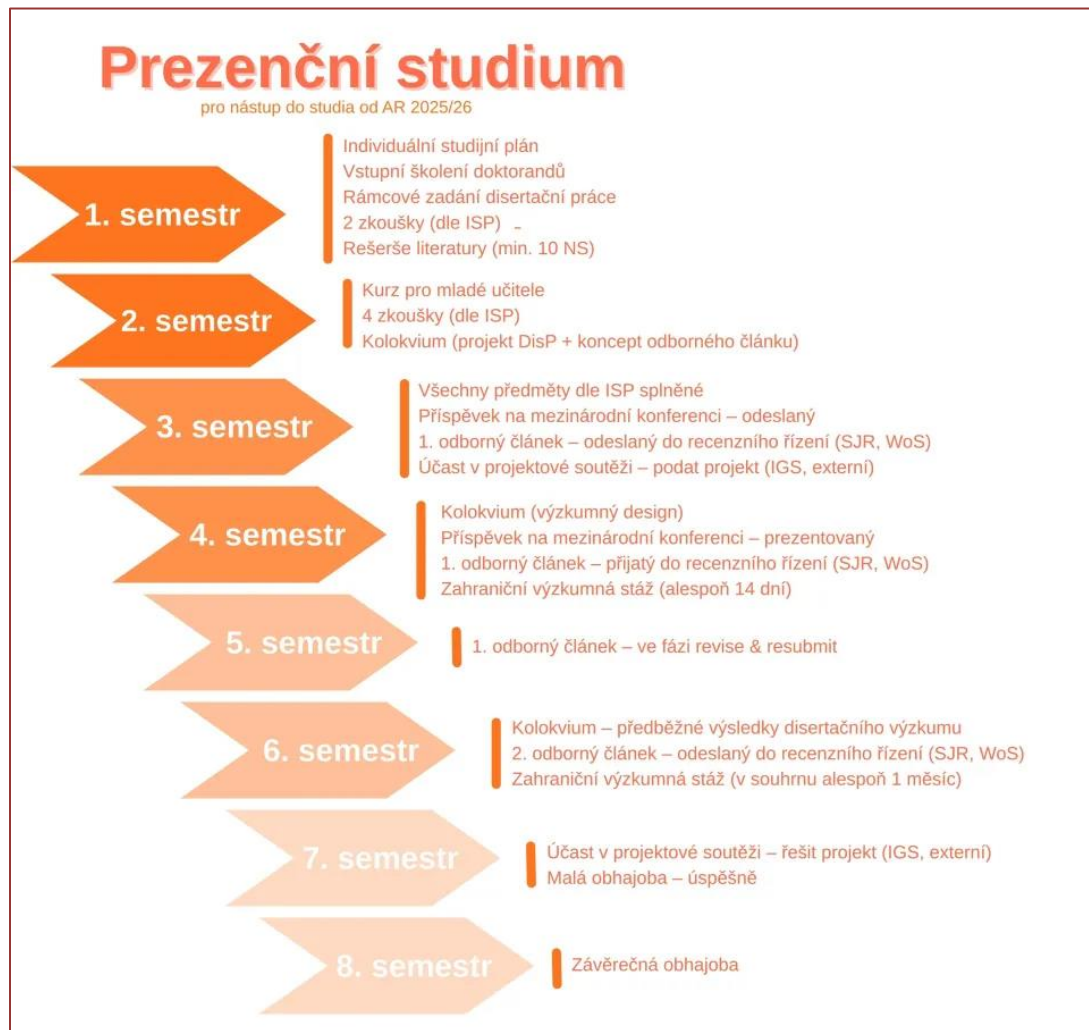 Prezenční studium
pro nástup do studia od AR 2025/26
1. semestr
Individuální studijní plán
Vstupní školení doktorandů
Rámcové zadání disertační práce
2 zkoušky (dle ISP) -
Rešerše literatury (min. 10 NS)
2. semestr
Kurz pro mladé učitele
4 zkoušky (dle ISP)
Kolokvium (projekt DisP + koncept odborného článku)
3. semestr
Všechny předměty dle ISP splněné
Příspěvek na mezinárodní konferenci – odeslaný
1. odborný článek – odeslaný do recenzního řízení (SJR, WoS)
Účast v projektové soutěži – podat projekt (IGS, externí)
4. semestr
Kolokvium (výzkumný design)
Příspěvek na mezinárodní konferenci – prezentovaný
1. odborný článek – přijatý do recenzního řízení (SJR, WoS)
Zahraniční výzkumná stáž (alespoň 14 dní)
5. semestr
1. odborný článek – ve fázi revise & resubmit
6. semestr
Kolokvium – předběžné výsledky disertačního výzkumu
2. odborný článek – odeslaný do recenzního řízení (SJR, WoS)
Zahraniční výzkumná stáž (v souhrnu alespoň 1 měsíc)
7. semestr
Účast v projektové soutěži – řešit projekt (IGS, externí)
Malá obhajoba – úspěšně
8. semestr
Závěrečná obhajoba